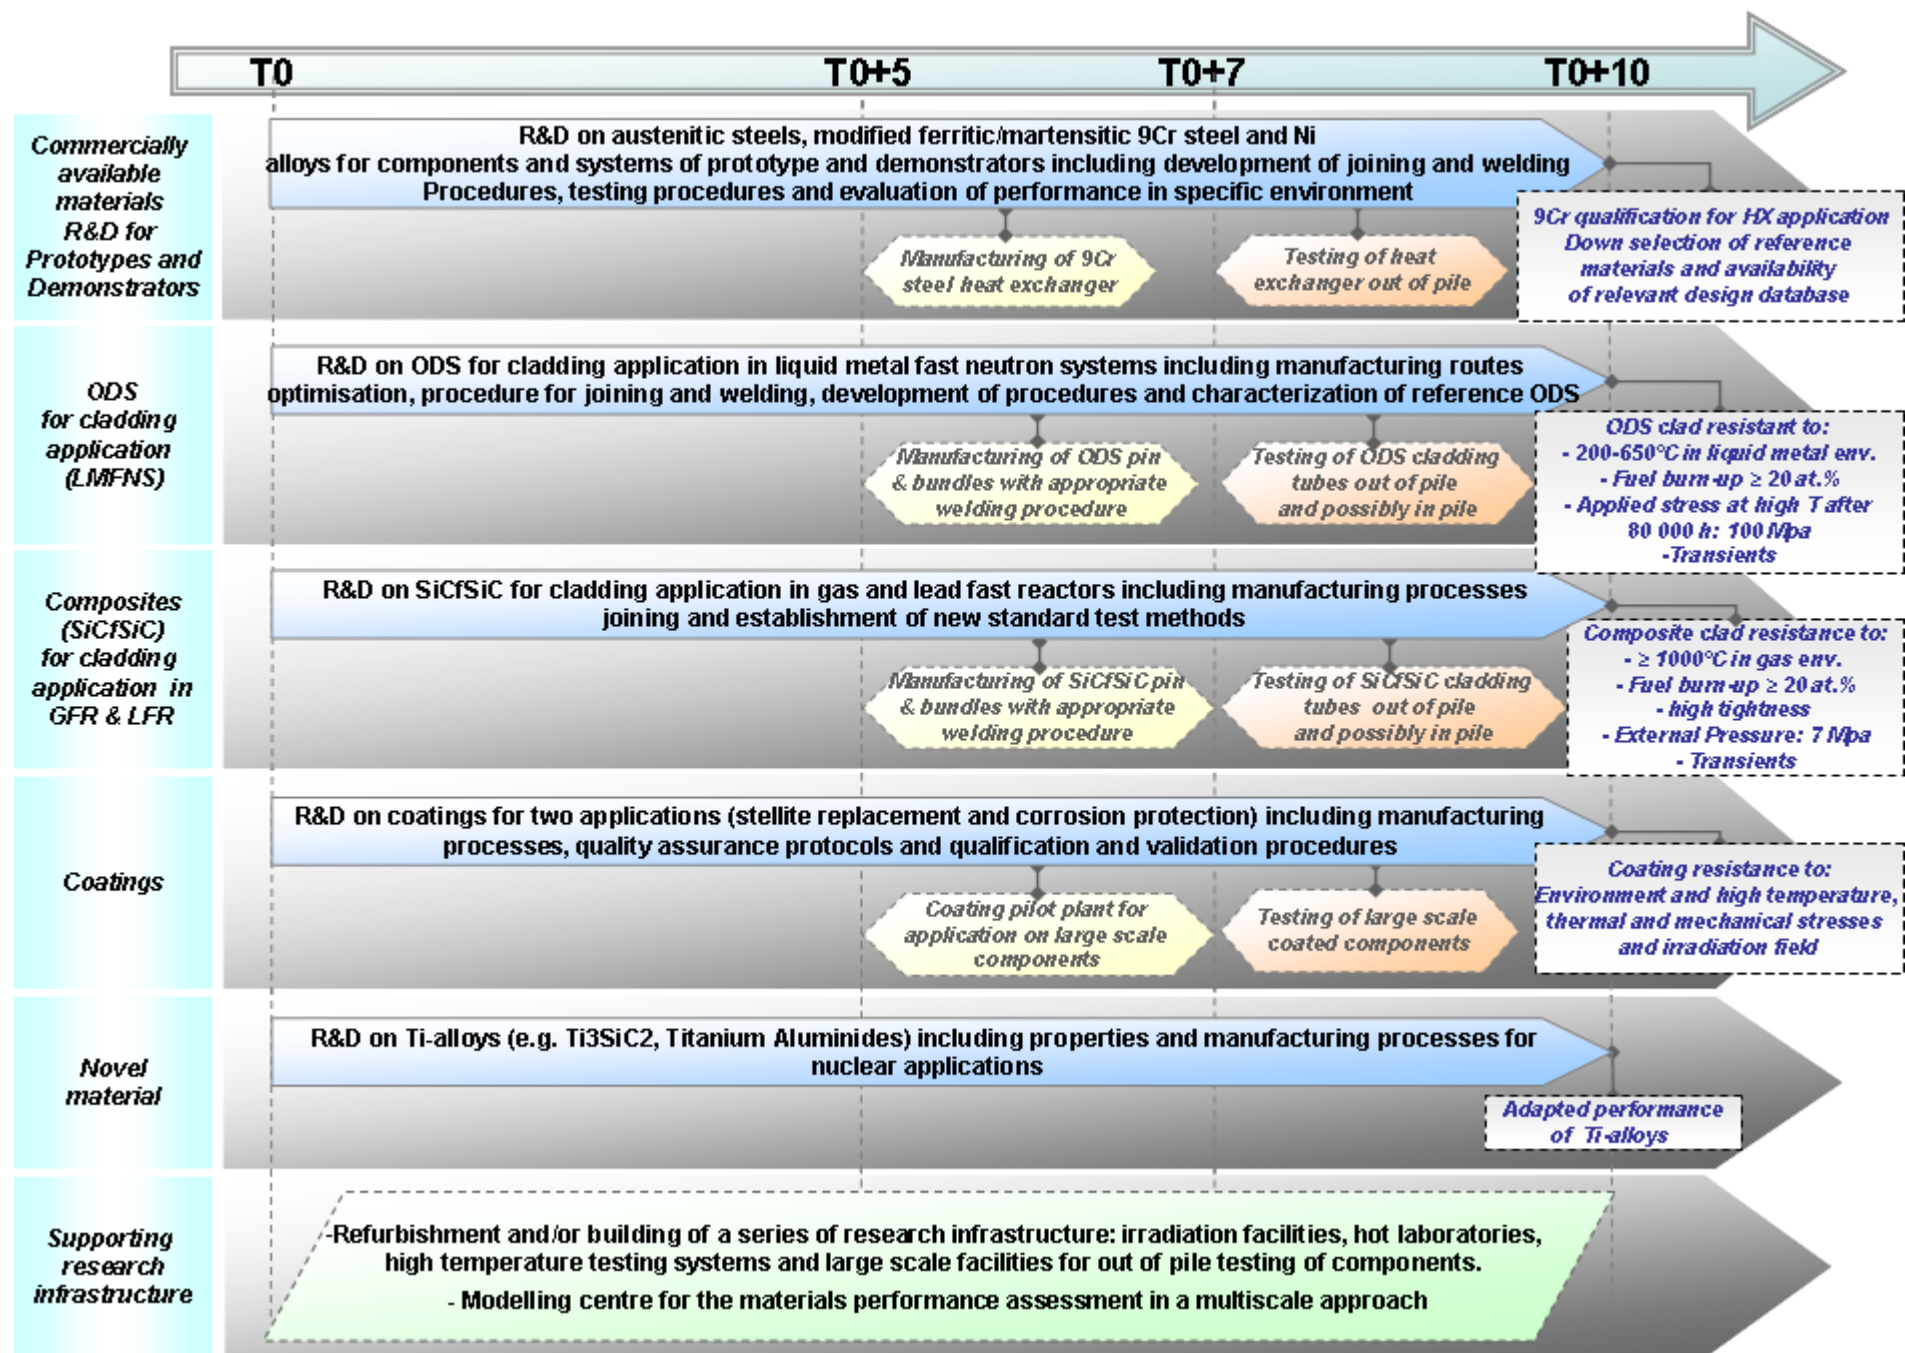 T0 T0+5 T0+7 T0+10
Commercially
available
materials
R&D for
Prototypes and
Demonstrators
R&D on austenitic steels, modified ferritic/martensitic 9Cr steel and Ni
alloys for components and systems of prototype and demonstrators including development of joining and welding
Procedures, testing procedures and evaluation of performance in specific environment
Manufacturing of 9Cr
steel heat exchanger
Testing of heat
exchanger out of pile
9Cr qualification for HX application
Down selection of reference
materials and availability
of relevant design database
ODS
for cladding
application
(LMFNS)
R&D on ODS for cladding application in liquid metal fast neutron systems including manufacturing routes
optimisation, procedure for joining and welding, development of procedures and characterization of reference ODS
Manufacturing of ODS pin
& bundles with appropriate
welding procedure
Testing of ODS cladding
tubes out of pile
and possibly in pile
ODS clad resistant to:
- 200-650°C in liquid metal env.
- Fuel burn-up ≥ 20 at.%
- Applied stress at high T after
80 000 h: 100 Mpa
-Transients
Composites
(SiCfSiC)
for cladding
application in
GFR & LFR
R&D on SiCfSiC for cladding application in gas and lead fast reactors including manufacturing processes
joining and establishment of new standard test methods
Manufacturing of SiCfSiC pin
& bundles with appropriate
welding procedure
Testing of SiCfSiC cladding
tubes out of pile
and possibly in pile
Composite clad resistance to:
- ≥ 1000°C in gas env.
- Fuel burn-up ≥ 20 at.%
- high tightness
- External Pressure: 7 Mpa
- Transients
Coatings
R&D on coatings for two applications (stellite replacement and corrosion protection) including manufacturing
processes, quality assurance protocols and qualification and validation procedures
Coating pilot plant for
application on large scale
components
Testing of large scale
coated components
Coating resistance to:
Environment and high temperature,
thermal and mechanical stresses
and irradiation field
Novel
material
R&D on Ti-alloys (e.g. Ti3SiC2, Titanium Aluminides) including properties and manufacturing processes for
nuclear applications
Adapted performance
of Ti-alloys
Supporting
research
infrastructure
-Refurbishment and/or building of a series of research infrastructure: irradiation facilities, hot laboratories,
high temperature testing systems and large scale facilities for out of pile testing of components.
- Modelling centre for the materials performance assessment in a multiscale approach